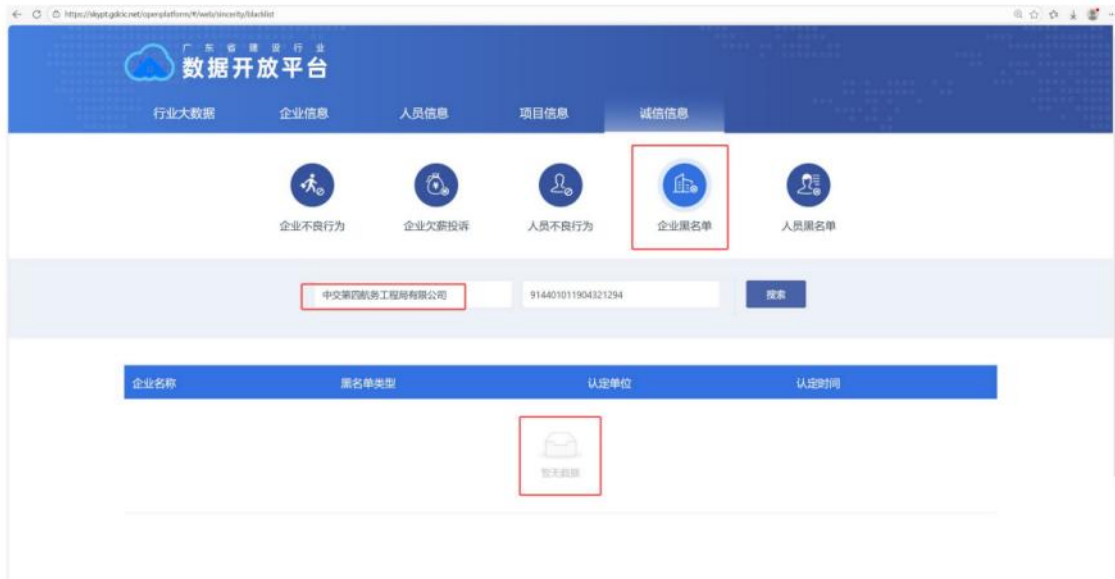 https://skypt.gdcic.net/openplatform/#/web/sincerity/blacklist
广东省建设行业
数据开放平台
行业大数据 企业信息 人员信息 项目信息 诚信信息
企业不良行为 企业欠薪投诉 人员不良行为 企业黑名单 人员黑名单
中交第四航务工程局有限公司 914401011904321294 搜索
企业名称 黑名单类型 认定单位 认定时间
暂无数据